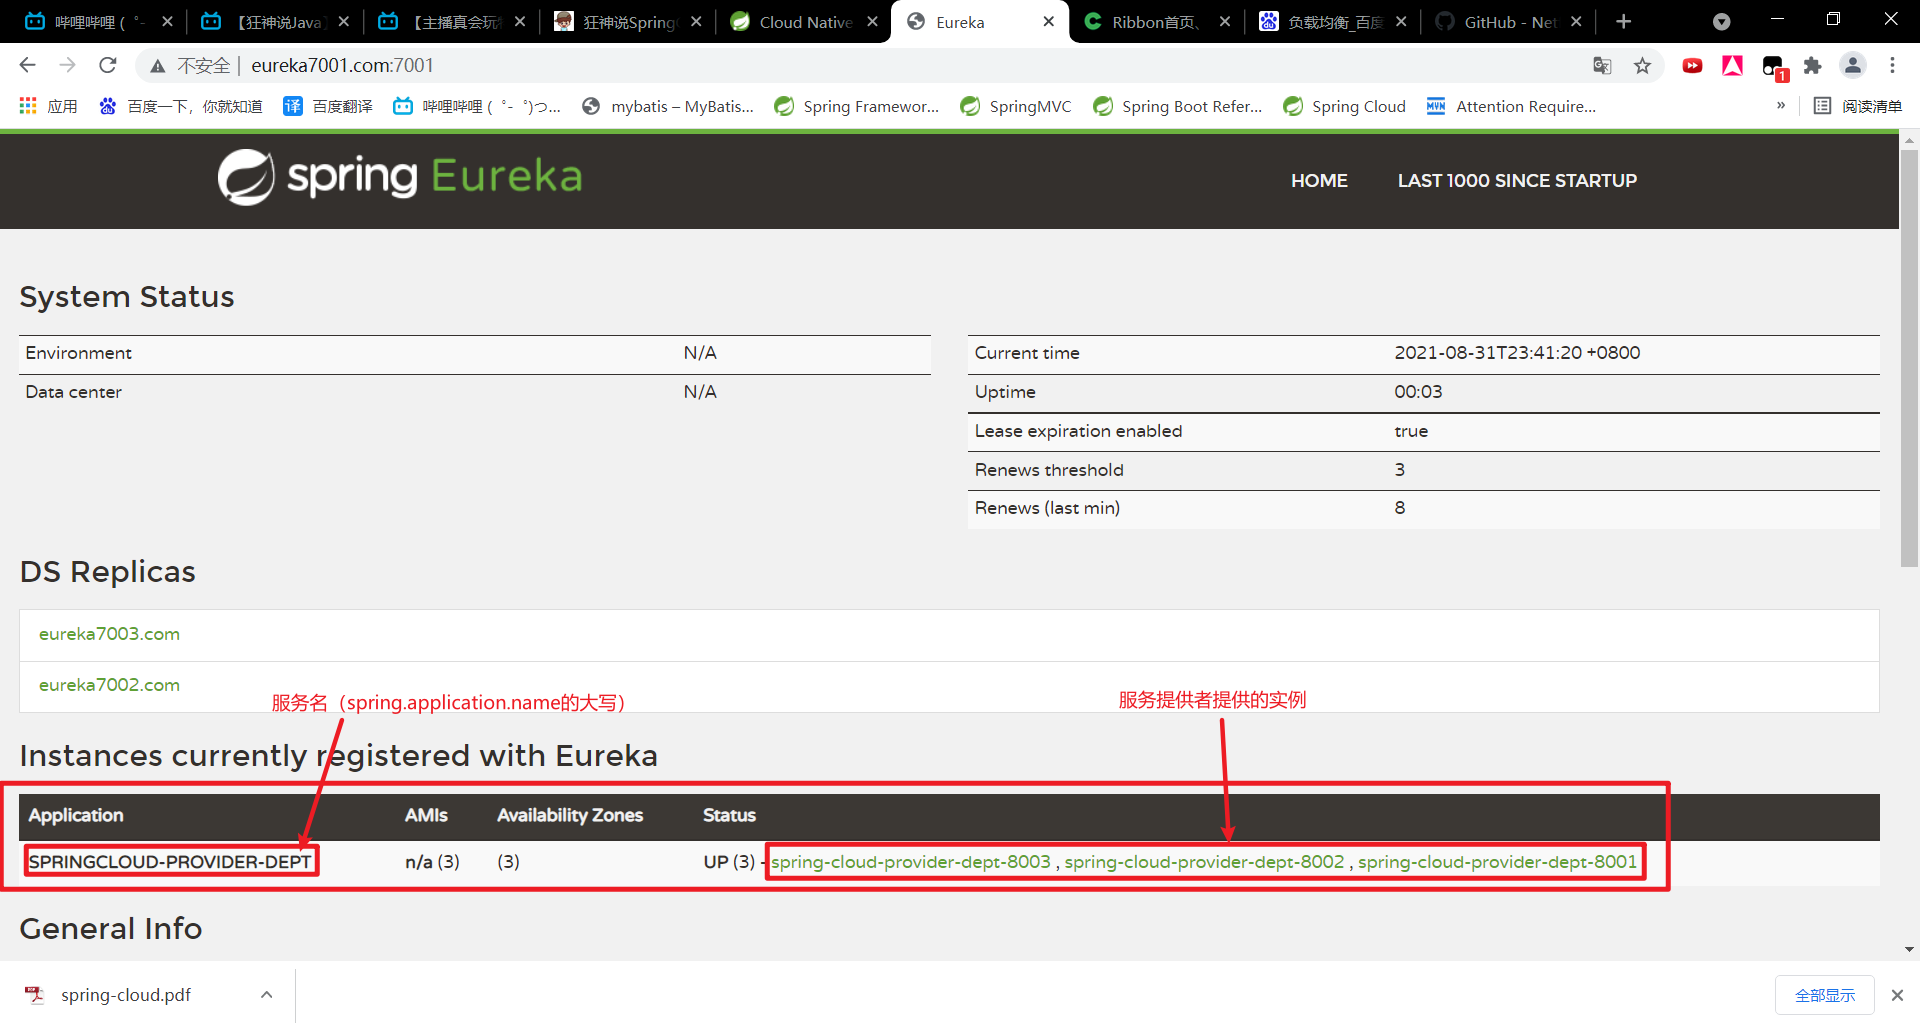 哔哩哔哩 (゜-
【狂神说Java】
【主播真会玩
狂神说Spring
Cloud Native
Eureka
Ribbon首页、
负载均衡_百度
GitHub - Net
不安全 | eureka7001.com:7001
1
应用
百度一下，你就知道
译 百度翻译
哔哩哔哩 (゜-゜)つ...
mybatis – MyBatis...
Spring Framewor...
SpringMVC
Spring Boot Refer...
Spring Cloud
MVN Attention Require...
»
阅读清单
spring Eureka
HOME
LAST 1000 SINCE STARTUP
System Status
Environment N/A
Data center N/A
Current time 2021-08-31T23:41:20 +0800
Uptime 00:03
Lease expiration enabled true
Renews threshold 3
Renews (last min) 8
DS Replicas
eureka7003.com
eureka7002.com
服务名（spring.application.name的大写）
服务提供者提供的实例
Instances currently registered with Eureka
Application AMIs Availability Zones Status
SPRINGCLOUD-PROVIDER-DEPT n/a (3) (3) UP (3) - spring-cloud-provider-dept-8003 , spring-cloud-provider-dept-8002 , spring-cloud-provider-dept-8001
General Info
spring-cloud.pdf
全部显示